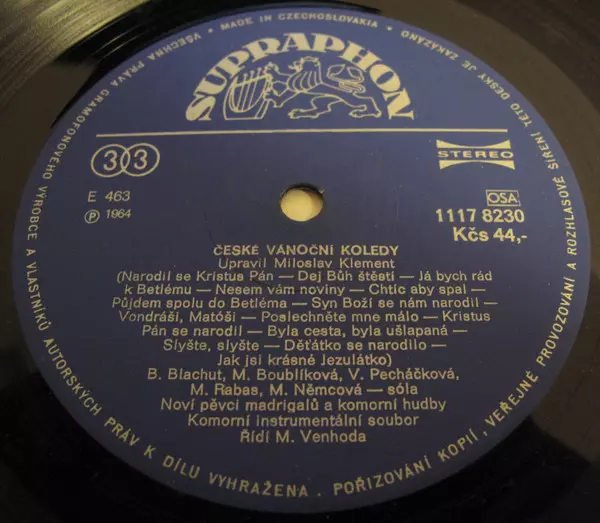 VŠECHNA PRÁVA GRAMOFONOVÉHO VÝROBCE A VLASTNÍKŮ AUTORSKÝCH PRÁV K DÍLU VYHRAŽENA. POŘIZOVÁNÍ KOPIÍ, VEŘEJNÉ PROVOZOVÁNÍ A ROZHLASOVÉ ŠÍŘENÍ TÉTO DESKY JE ZAKÁZÁNO • MADE IN CZECHOSLOVAKIA •
SUPRAPHON
33
STEREO
E 463
OSA
Ⓟ 1964
1117 8230
Kčs 44,-
ČESKÉ VÁNOČNÍ KOLEDY
Upravil Miloslav Klement
(Narodil se Kristus Pán — Dej Bůh štěstí — Já bych rád
k Betlému — Nesem vám noviny — Chtíc aby spal —
Půjdem spolu do Betléma — Syn Boží se nám narodil —
Vondráši, Matóši — Poslechněte mne málo — Kristus
Pán se narodil — Byla cesta, byla ušlapaná —
Slyšte, slyšte — Děťátko se narodilo —
Jak jsi krásné Jezulátko)
B. Blachut, M. Boublíková, V. Pecháčková,
M. Rabas, M. Němcová — sóla
Noví pěvci madrigalů a komorní hudby
Komorní instrumentální soubor
Řídí M. Venhoda